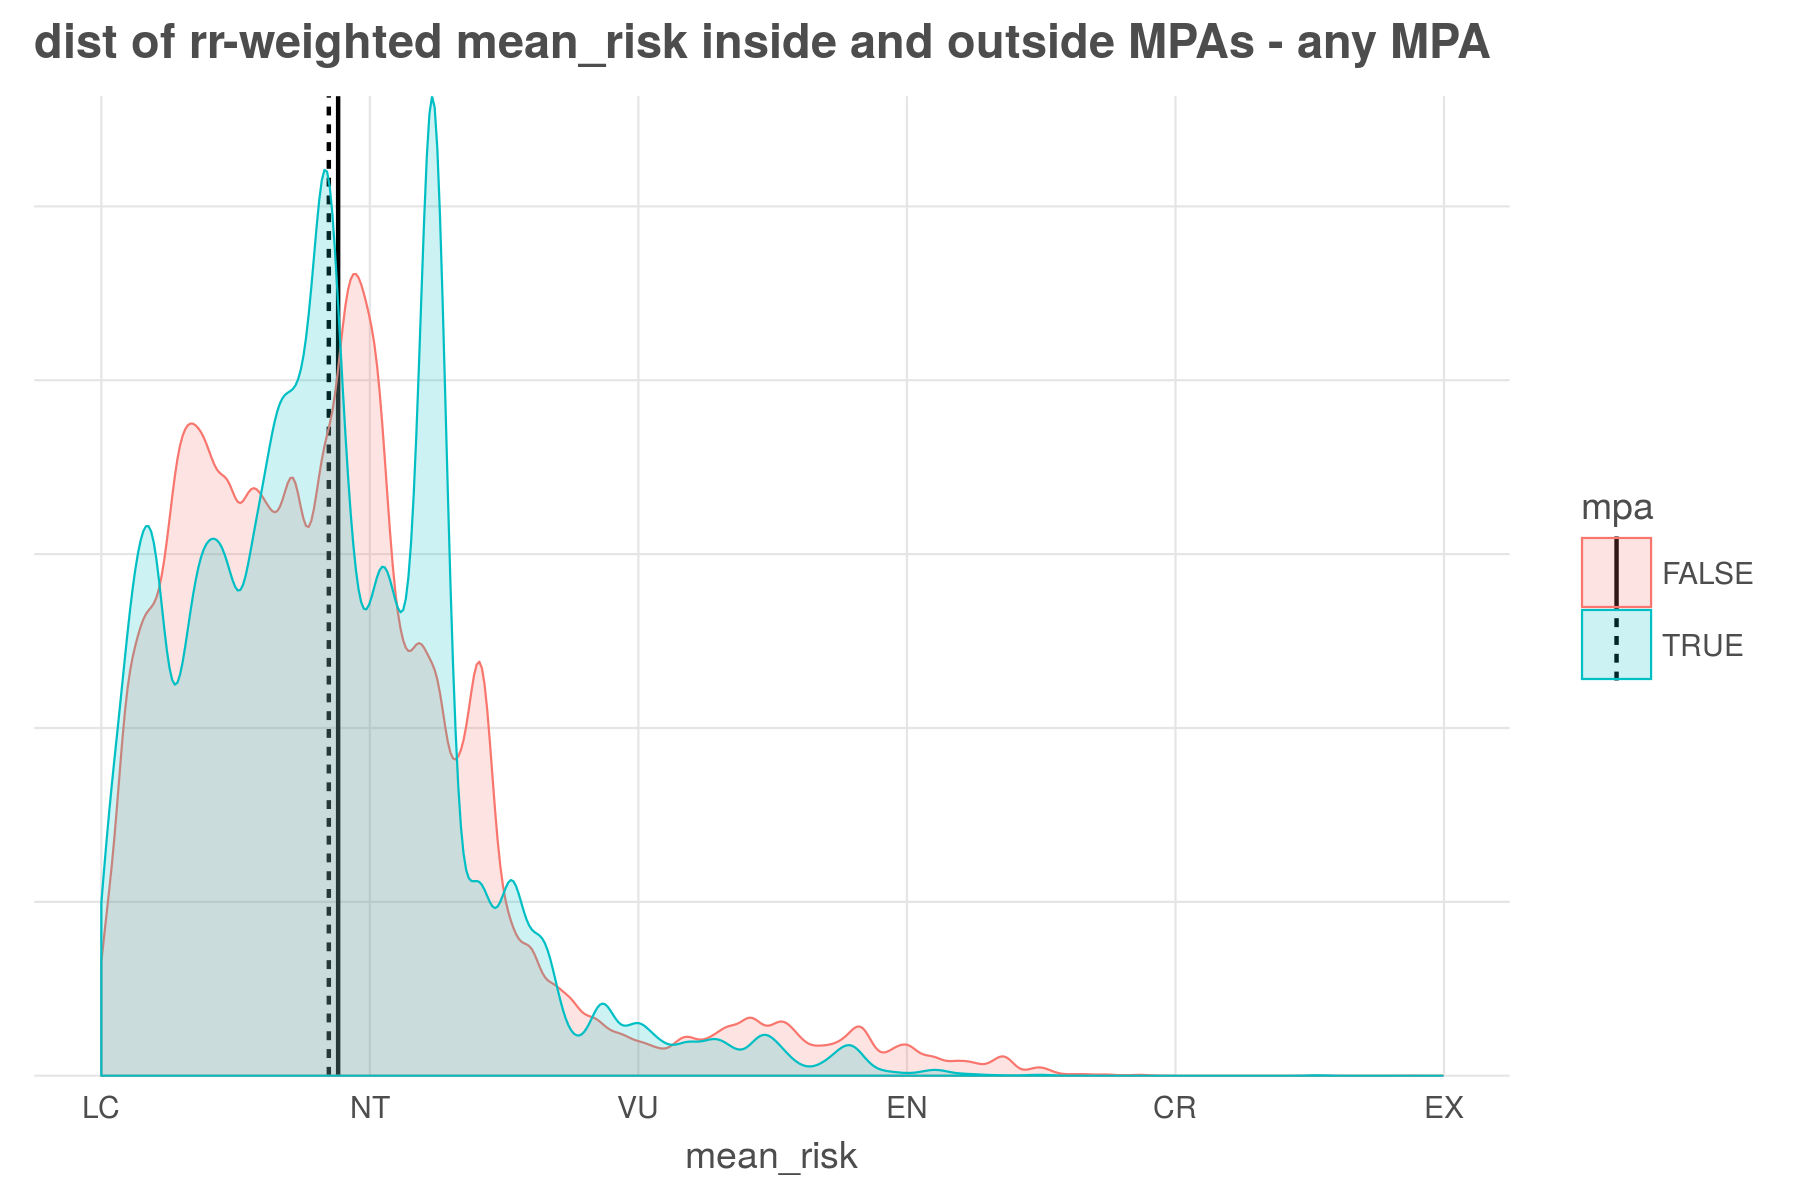 dist of rr-weighted mean_risk inside and outside MPAs - any MPA
mpa
FALSE
TRUE
LC NT VU EN CR EX
mean_risk